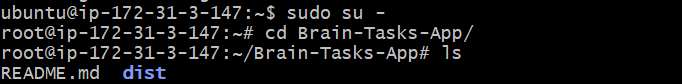 ubuntu@ip-172-31-3-147:~$ sudo su -
root@ip-172-31-3-147:~# cd Brain-Tasks-App/
root@ip-172-31-3-147:~/Brain-Tasks-App# ls
README.md  dist